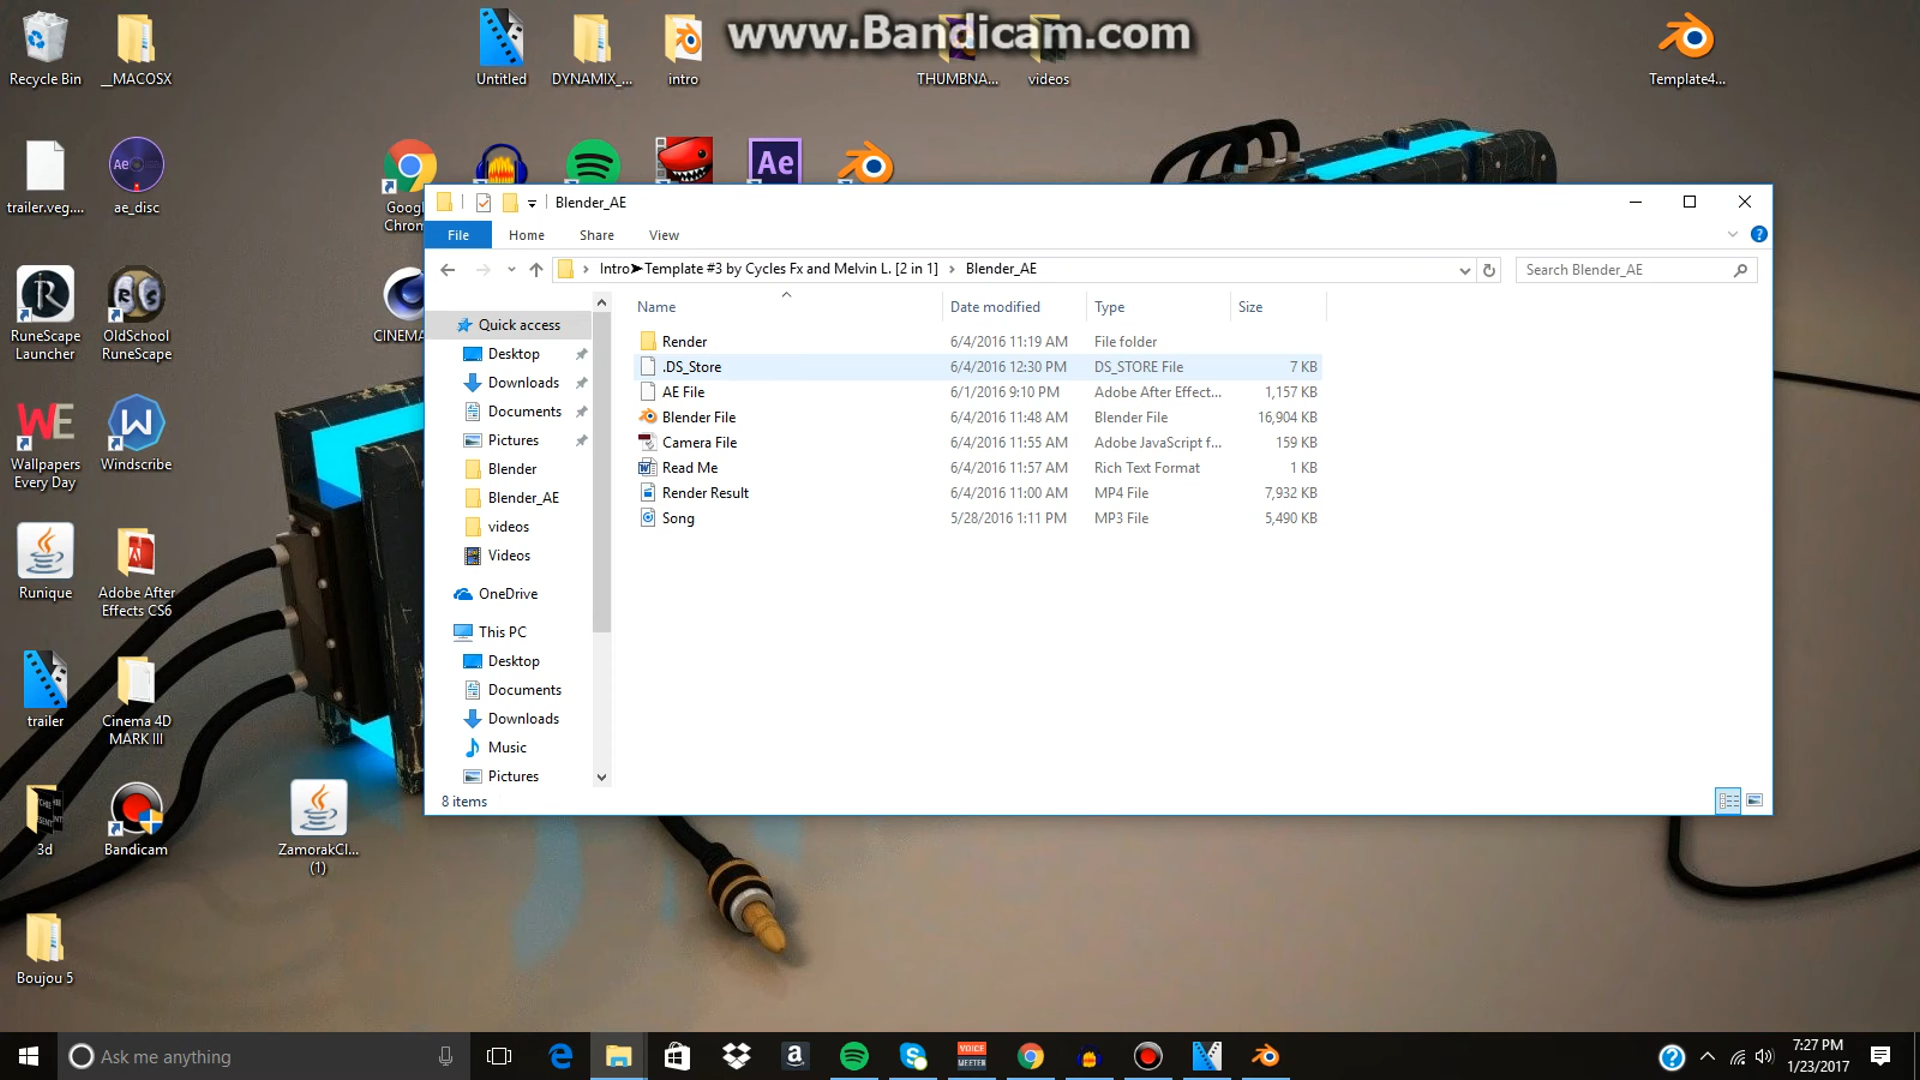 www.Bandicam.com
Recycle Bin
__MACOSX
Untitled
DYNAMIX_...
intro
THUMBNA...
videos
Template4...
trailer.veg....
Ae
ae_disc
Google
Chrome
Ae
RuneScape
Launcher
OldSchool
RuneScape
CINEMA
WE
Wallpapers
Every Day
Windscribe
Runique
Adobe After
Effects CS6
trailer
Cinema 4D
MARK III
3d
Bandicam
ZamorakCl...
(1)
Boujou 5
Blender_AE
File
Home
Share
View
Intro➤Template #3 by Cycles Fx and Melvin L. [2 in 1]
Blender_AE
Search Blender_AE
Name
Date modified
Type
Size
Render 6/4/2016 11:19 AM File folder
.DS_Store 6/4/2016 12:30 PM DS_STORE File 7 KB
AE File 6/1/2016 9:10 PM Adobe After Effect... 1,157 KB
Blender File 6/4/2016 11:48 AM Blender File 16,904 KB
Camera File 6/4/2016 11:55 AM Adobe JavaScript f... 159 KB
Read Me 6/4/2016 11:57 AM Rich Text Format 1 KB
Render Result 6/4/2016 11:00 AM MP4 File 7,932 KB
Song 5/28/2016 1:11 PM MP3 File 5,490 KB
Quick access
Desktop
Downloads
Documents
Pictures
Blender
Blender_AE
videos
Videos
OneDrive
This PC
Desktop
Documents
Downloads
Music
Pictures
8 items
Ask me anything
VOICE
MEETER
7:27 PM
1/23/2017